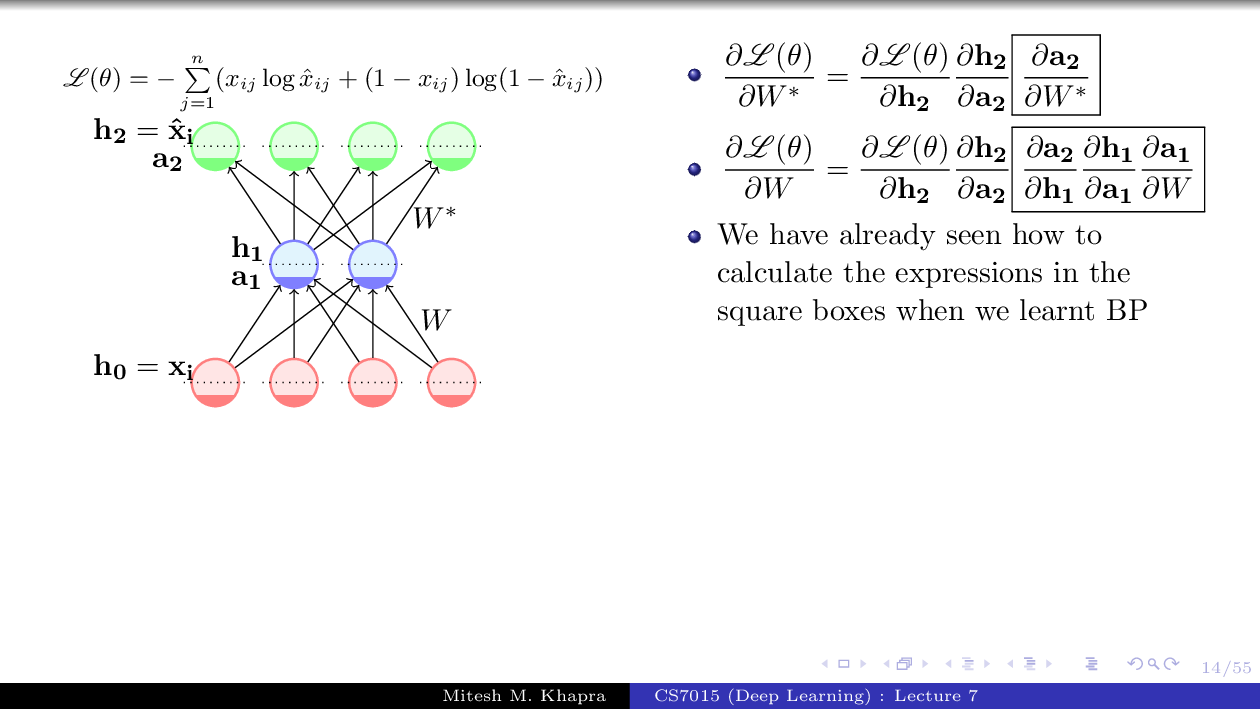 ℒ(θ) = − ∑_{j=1}^{n} (x_{ij} log x̂_{ij} + (1 − x_{ij}) log(1 − x̂_{ij}))
h₂ = x̂ᵢ
a₂
W*
h₁
a₁
W
h₀ = xᵢ
∂ℒ(θ)/∂W* = ∂ℒ(θ)/∂h₂ ∂h₂/∂a₂ ∂a₂/∂W*
∂ℒ(θ)/∂W = ∂ℒ(θ)/∂h₂ ∂h₂/∂a₂ ∂a₂/∂h₁ ∂h₁/∂a₁ ∂a₁/∂W
We have already seen how to
calculate the expressions in the
square boxes when we learnt BP
14/55
Mitesh M. Khapra
CS7015 (Deep Learning) : Lecture 7